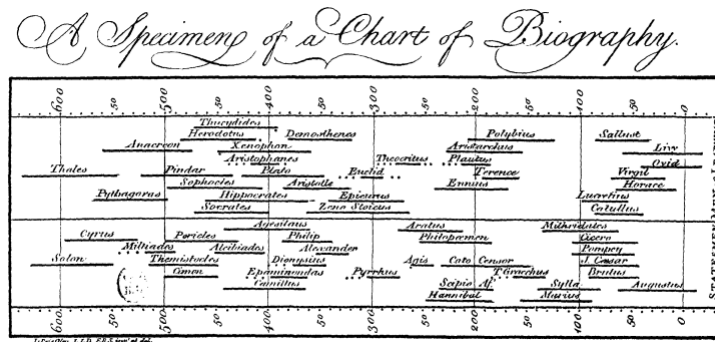 A Specimen of a Chart of Biography.
600 50 500 50 400 50 300 50 200 50 100 50 0
Thucydides
Herodotus Demosthenes Polybius Sallust
Anacreon Xenophon Aristarchus Livy
Aristophanes Theocritus Plautus Ovid
Thales Pindar Plato Euclid Terence Virgil
Sophocles Aristotle Ennius Horace
Pythagoras Hippocrates Epicurus Lucretius
Socrates Zeno Stoicus Catullus
Agesilaus Aratus Mithridates
Cyrus Pericles Philip Philopœmen Cicero
Miltiades Alcibiades Alexander Pompey
Solon Themistocles Dionysius Agis Cato Censor J. Cæsar
Cimon Epaminondas Pyrrhus T. Gracchus Brutus
Camillus Scipio Af. Sylla Augustus
Hannibal Marius
600 50 500 50 400 50 300 50 200 50 100 50 0